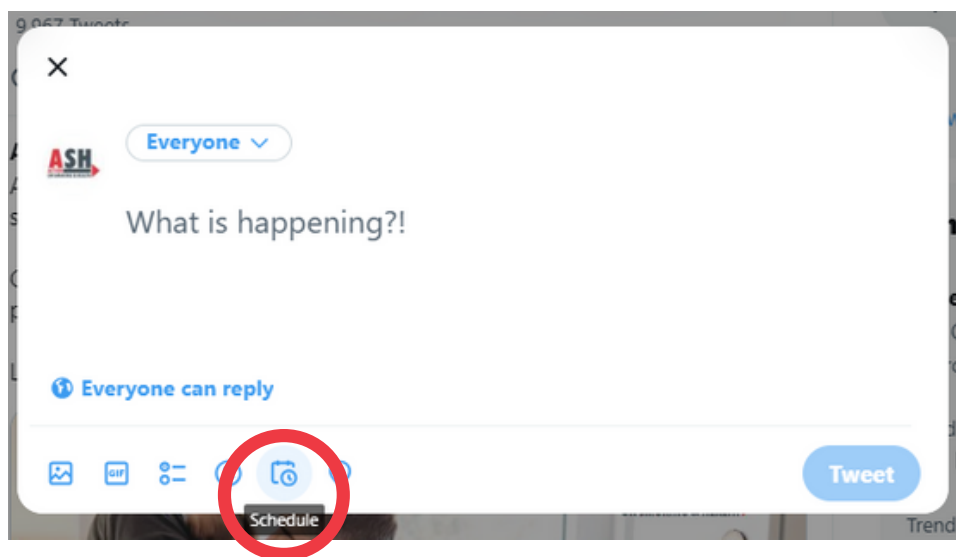 9,967 Tweets
Everyone
ASH
What is happening?!
Everyone can reply
GIF
Tweet
Schedule
Trend